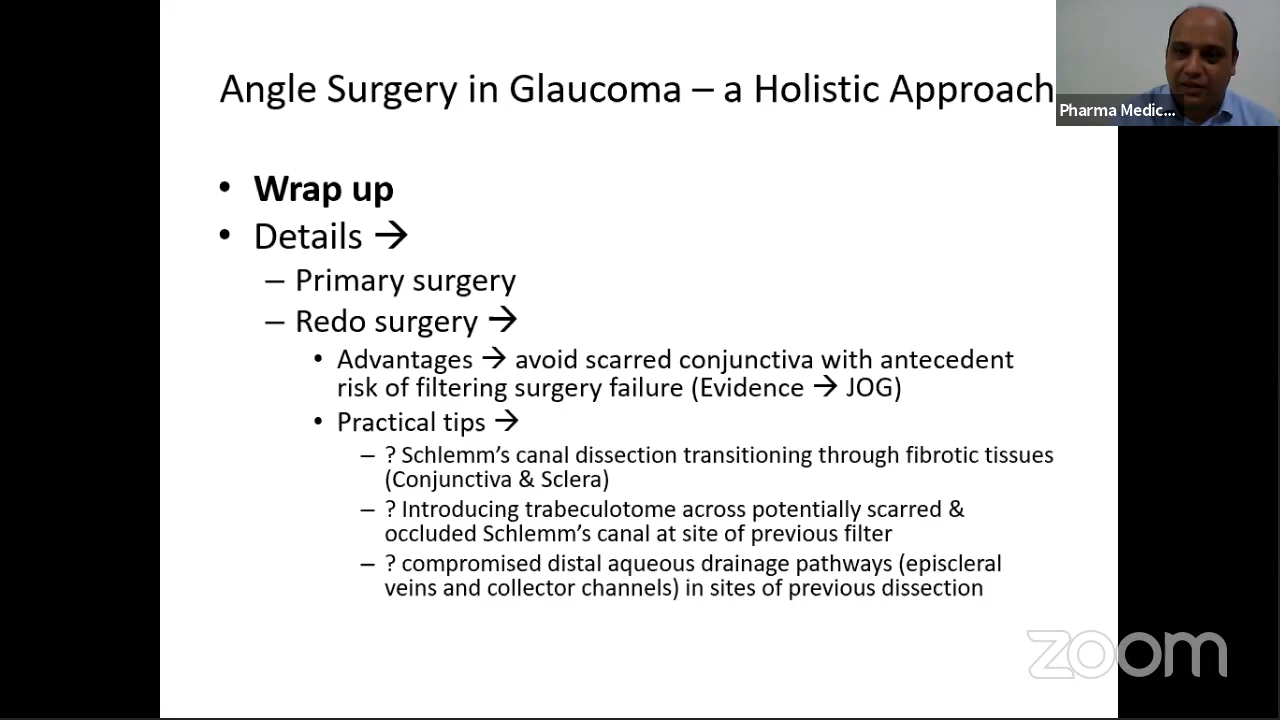 Angle Surgery in Glaucoma – a Holistic Approach
Pharma Medic...
• Wrap up
• Details →
– Primary surgery
– Redo surgery →
• Advantages → avoid scarred conjunctiva with antecedent
risk of filtering surgery failure (Evidence → JOG)
• Practical tips →
– ? Schlemm’s canal dissection transitioning through fibrotic tissues
(Conjunctiva & Sclera)
– ? Introducing trabeculotome across potentially scarred &
occluded Schlemm’s canal at site of previous filter
– ? compromised distal aqueous drainage pathways (episcleral
veins and collector channels) in sites of previous dissection
zoom